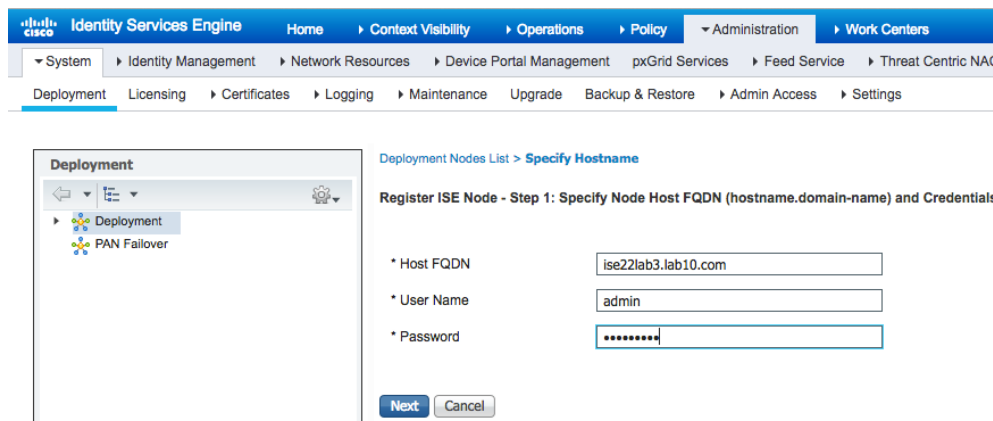 cisco Identity Services Engine Home Context Visibility Operations Policy Administration Work Centers
System Identity Management Network Resources Device Portal Management pxGrid Services Feed Service Threat Centric NAC
Deployment Licensing Certificates Logging Maintenance Upgrade Backup & Restore Admin Access Settings
Deployment
Deployment
PAN Failover
Deployment Nodes List > Specify Hostname
Register ISE Node - Step 1: Specify Node Host FQDN (hostname.domain-name) and Credentials
* Host FQDN ise22lab3.lab10.com
* User Name admin
* Password •••••••••
Next Cancel